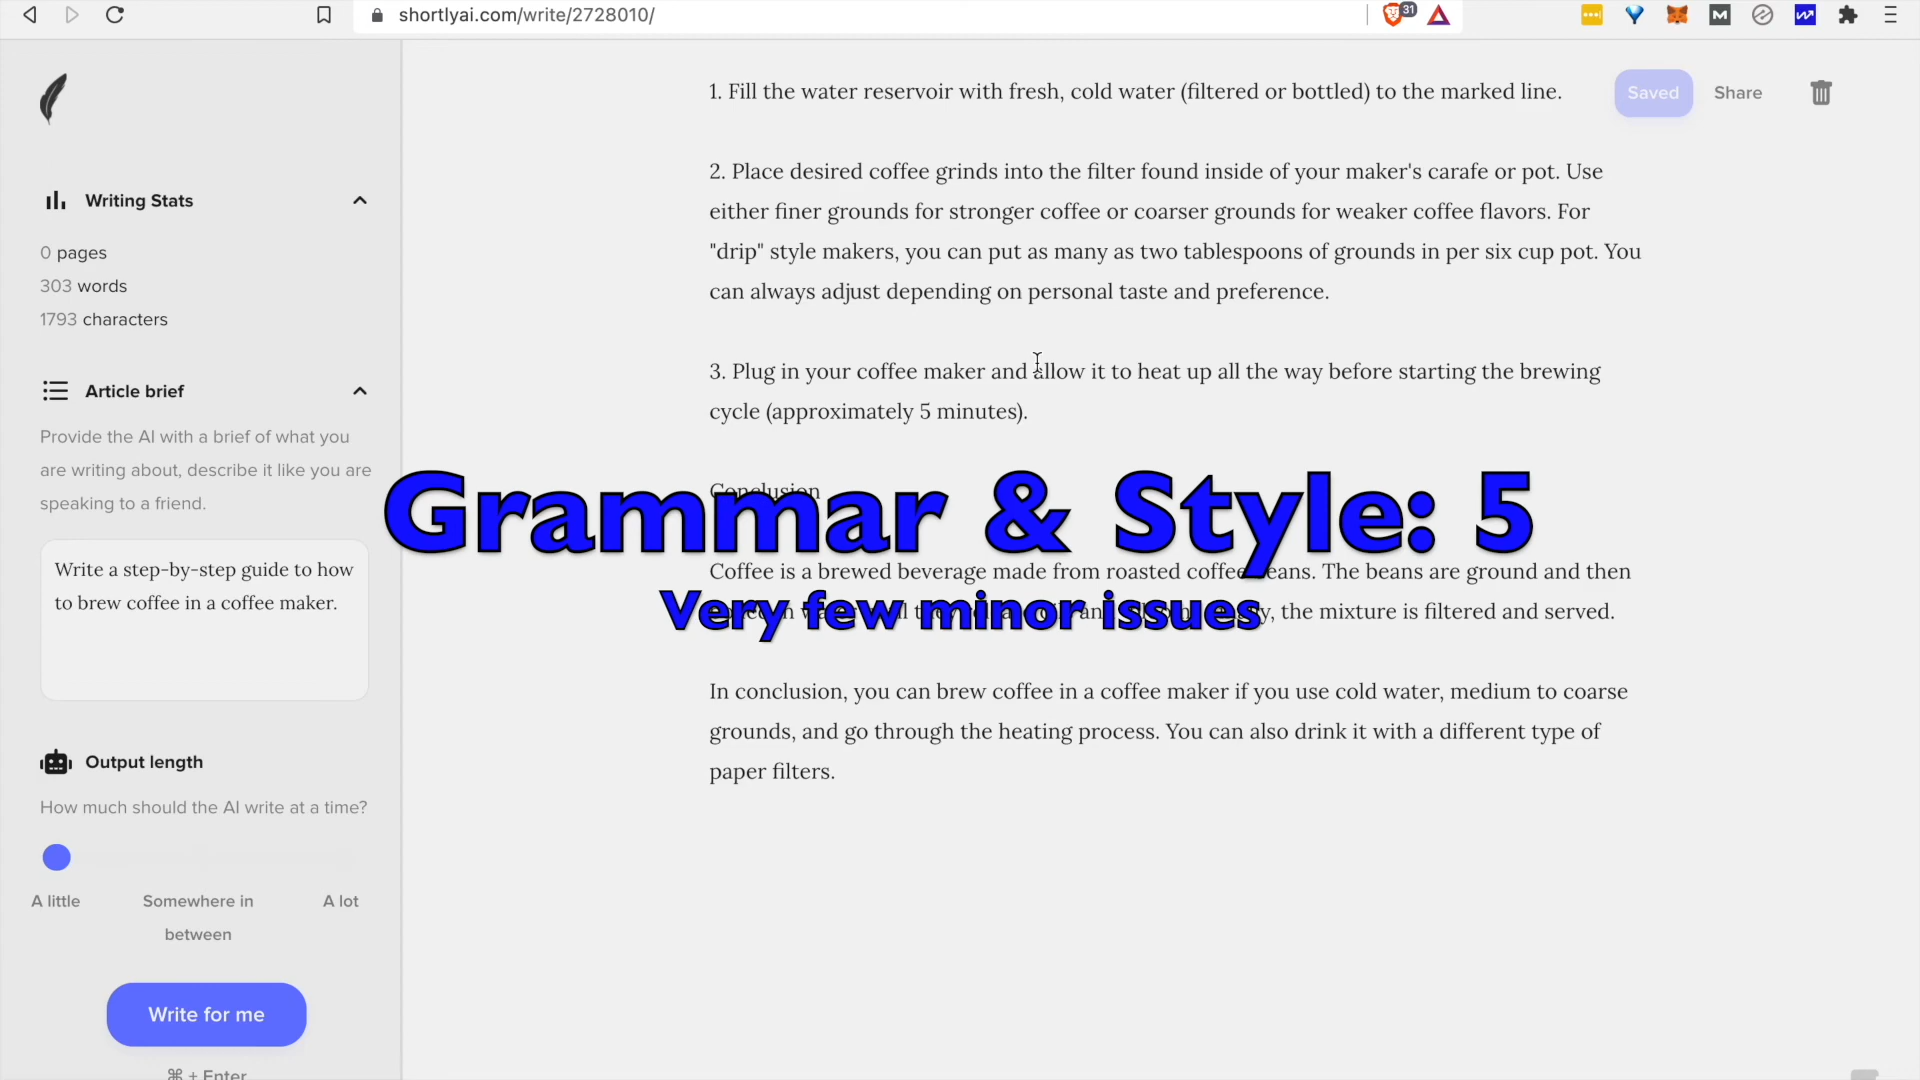 shortlyai.com/write/2728010/
31
Saved
Share
Writing Stats
0 pages
303 words
1793 characters
Article brief
Provide the AI with a brief of what you
are writing about, describe it like you are
speaking to a friend.
Write a step-by-step guide to how
to brew coffee in a coffee maker.
Output length
How much should the AI write at a time?
A little
Somewhere in
between
A lot
Write for me
⌘ + Enter
1. Fill the water reservoir with fresh, cold water (filtered or bottled) to the marked line.
2. Place desired coffee grinds into the filter found inside of your maker's carafe or pot. Use
either finer grounds for stronger coffee or coarser grounds for weaker coffee flavors. For
"drip" style makers, you can put as many as two tablespoons of grounds in per six cup pot. You
can always adjust depending on personal taste and preference.
3. Plug in your coffee maker and allow it to heat up all the way before starting the brewing
cycle (approximately 5 minutes).
Conclusion
Grammar & Style: 5
Coffee is a brewed beverage made from roasted coffee beans. The beans are ground and then
Very few minor issues
the mixture is filtered and served.
In conclusion, you can brew coffee in a coffee maker if you use cold water, medium to coarse
grounds, and go through the heating process. You can also drink it with a different type of
paper filters.